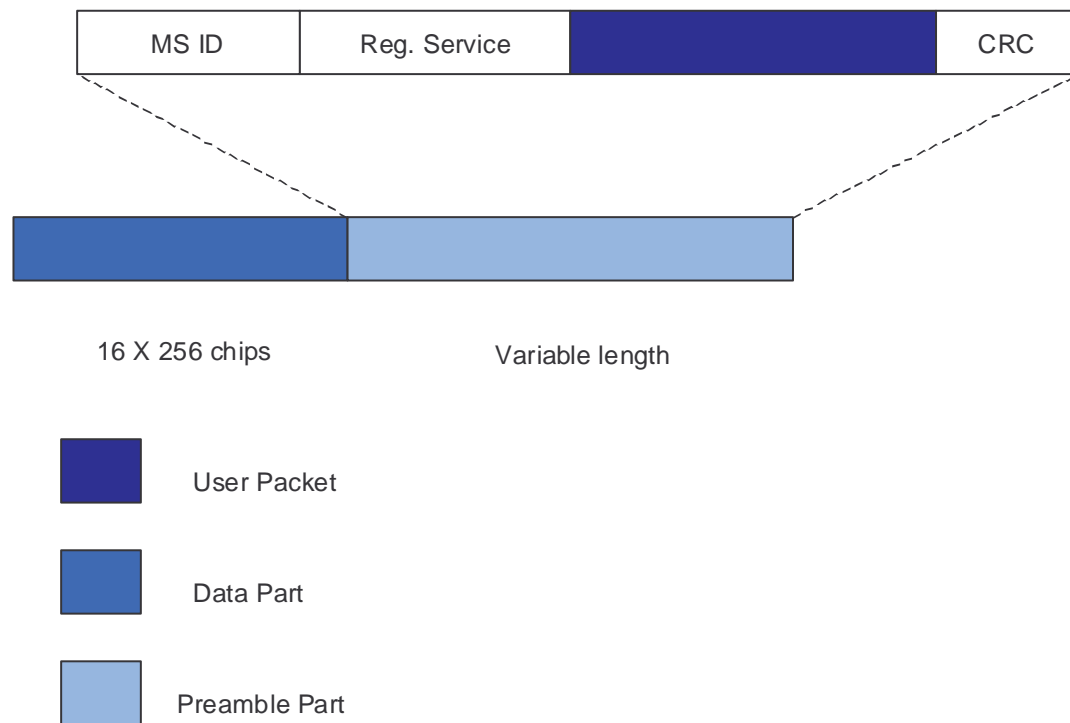 MS ID
Reg. Service
CRC
16 X 256 chips
Variable length
User Packet
Data Part
Preamble Part